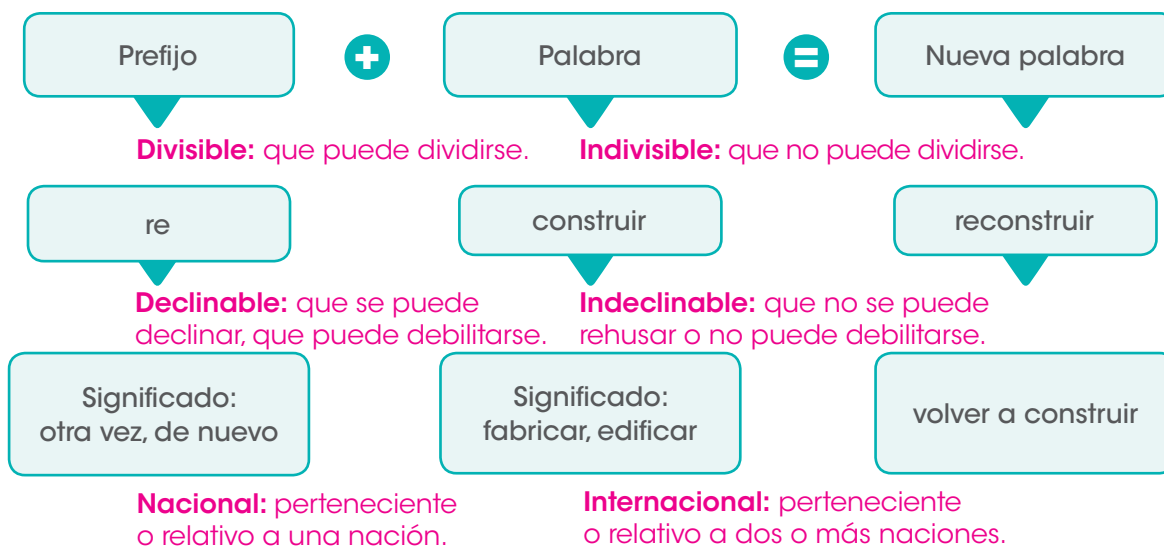 Prefijo
+
Palabra
=
Nueva palabra
Divisible: que puede dividirse.
Indivisible: que no puede dividirse.
re
construir
reconstruir
Declinable: que se puede
declinar, que puede debilitarse.
Indeclinable: que no se puede
rehusar o no puede debilitarse.
Significado:
otra vez, de nuevo
Significado:
fabricar, edificar
volver a construir
Nacional: perteneciente
o relativo a una nación.
Internacional: perteneciente
o relativo a dos o más naciones.